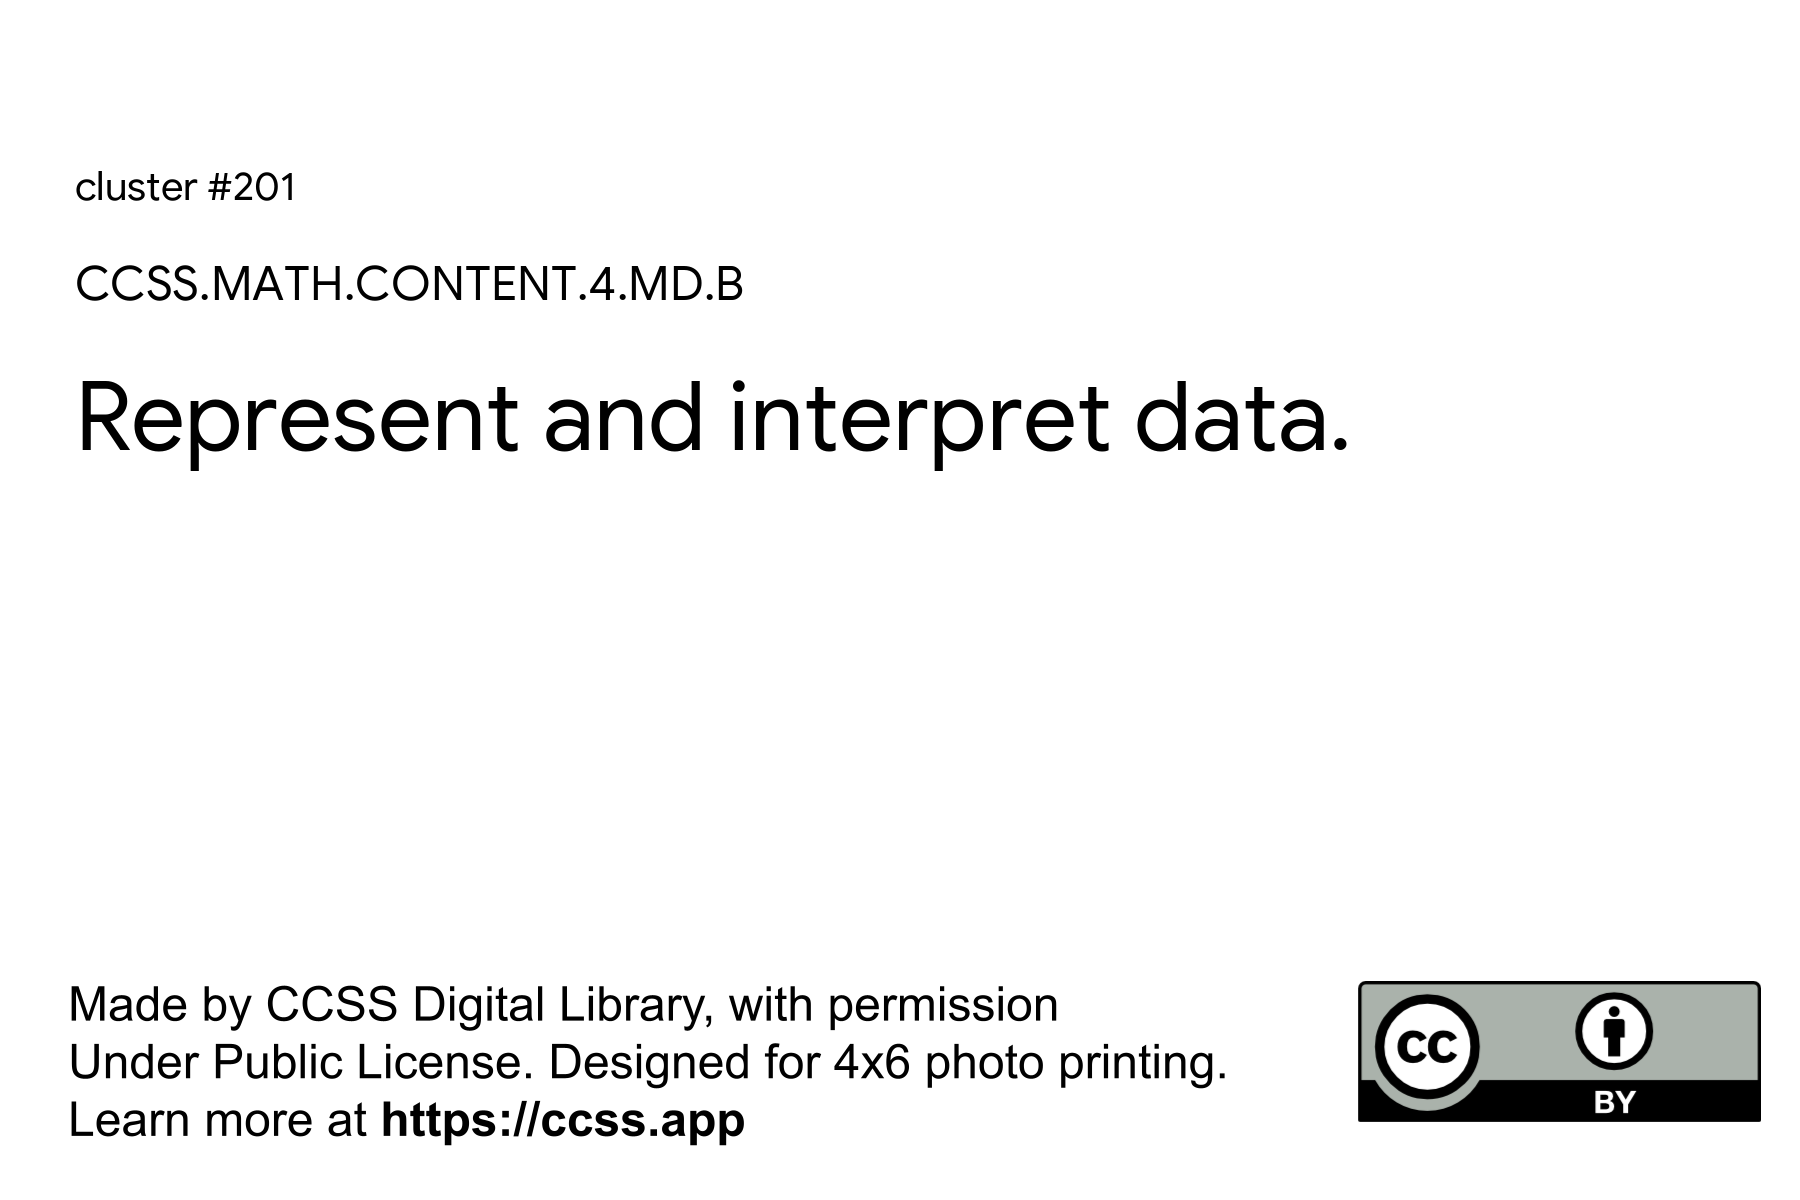 cluster #201
CCSS.MATH.CONTENT.4.MD.B
Represent and interpret data.
Made by CCSS Digital Library, with permission
Under Public License. Designed for 4x6 photo printing.
Learn more at https://ccss.app
cc
BY